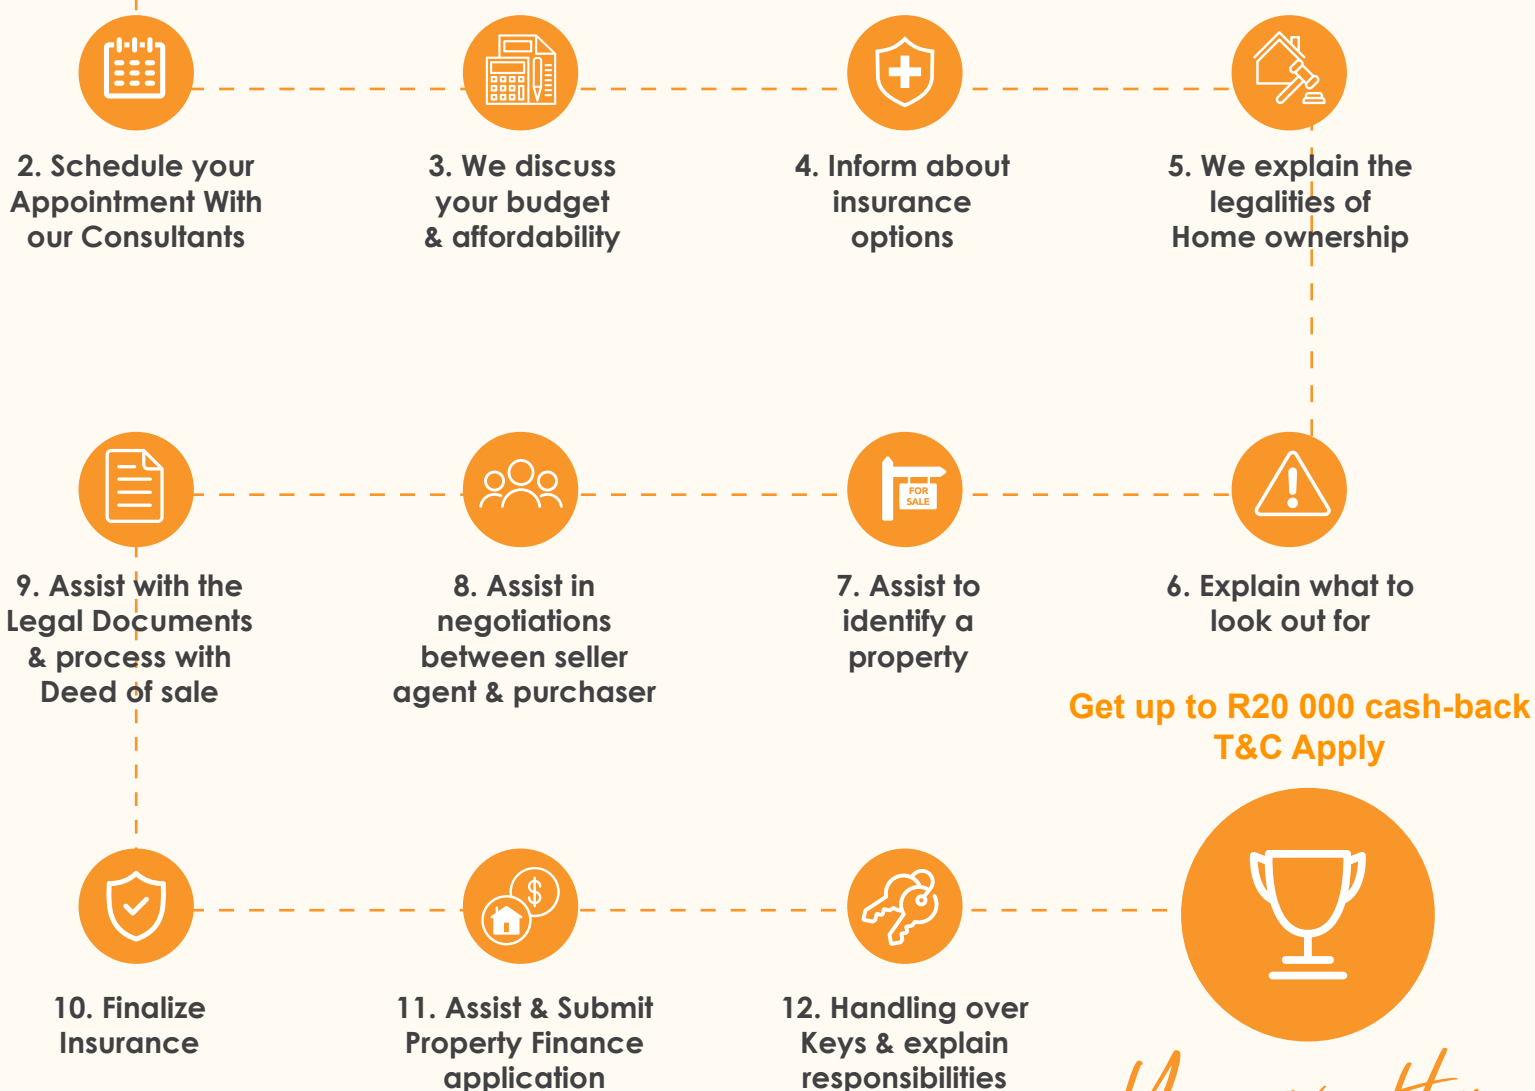 2. Schedule your
Appointment With
our Consultants
3. We discuss
your budget
& affordability
4. Inform about
insurance
options
5. We explain the
legalities of
Home ownership
FOR
SALE
9. Assist with the
Legal Documents
& process with
Deed of sale
8. Assist in
negotiations
between seller
agent & purchaser
7. Assist to
identify a
property
6. Explain what to
look out for
Get up to R20 000 cash-back
T&C Apply
$
10. Finalize
Insurance
11. Assist & Submit
Property Finance
application
12. Handling over
Keys & explain
responsibilities